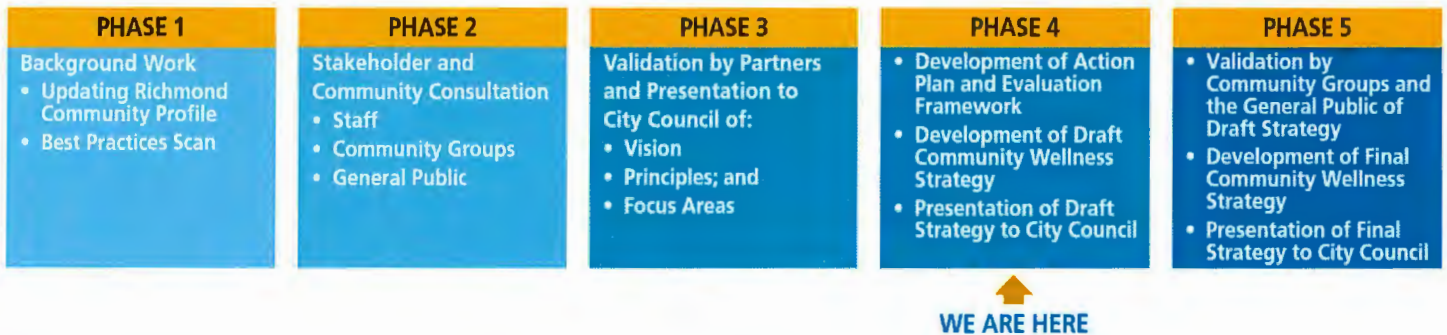 PHASE 1
Background Work
• Updating Richmond
Community Profile
• Best Practices Scan
PHASE 2
Stakeholder and
Community Consultation
• Staff
• Community Groups
• General Public
PHASE 3
Validation by Partners
and Presentation to
City Council of:
• Vision
• Principles; and
• Focus Areas
PHASE 4
• Development of Action
Plan and Evaluation
Framework
• Development of Draft
Community Wellness
Strategy
• Presentation of Draft
Strategy to City Council
PHASE 5
• Validation by
Community Groups and
the General Public of
Draft Strategy
• Development of Final
Community Wellness
Strategy
• Presentation of Final
Strategy to City Council
WE ARE HERE